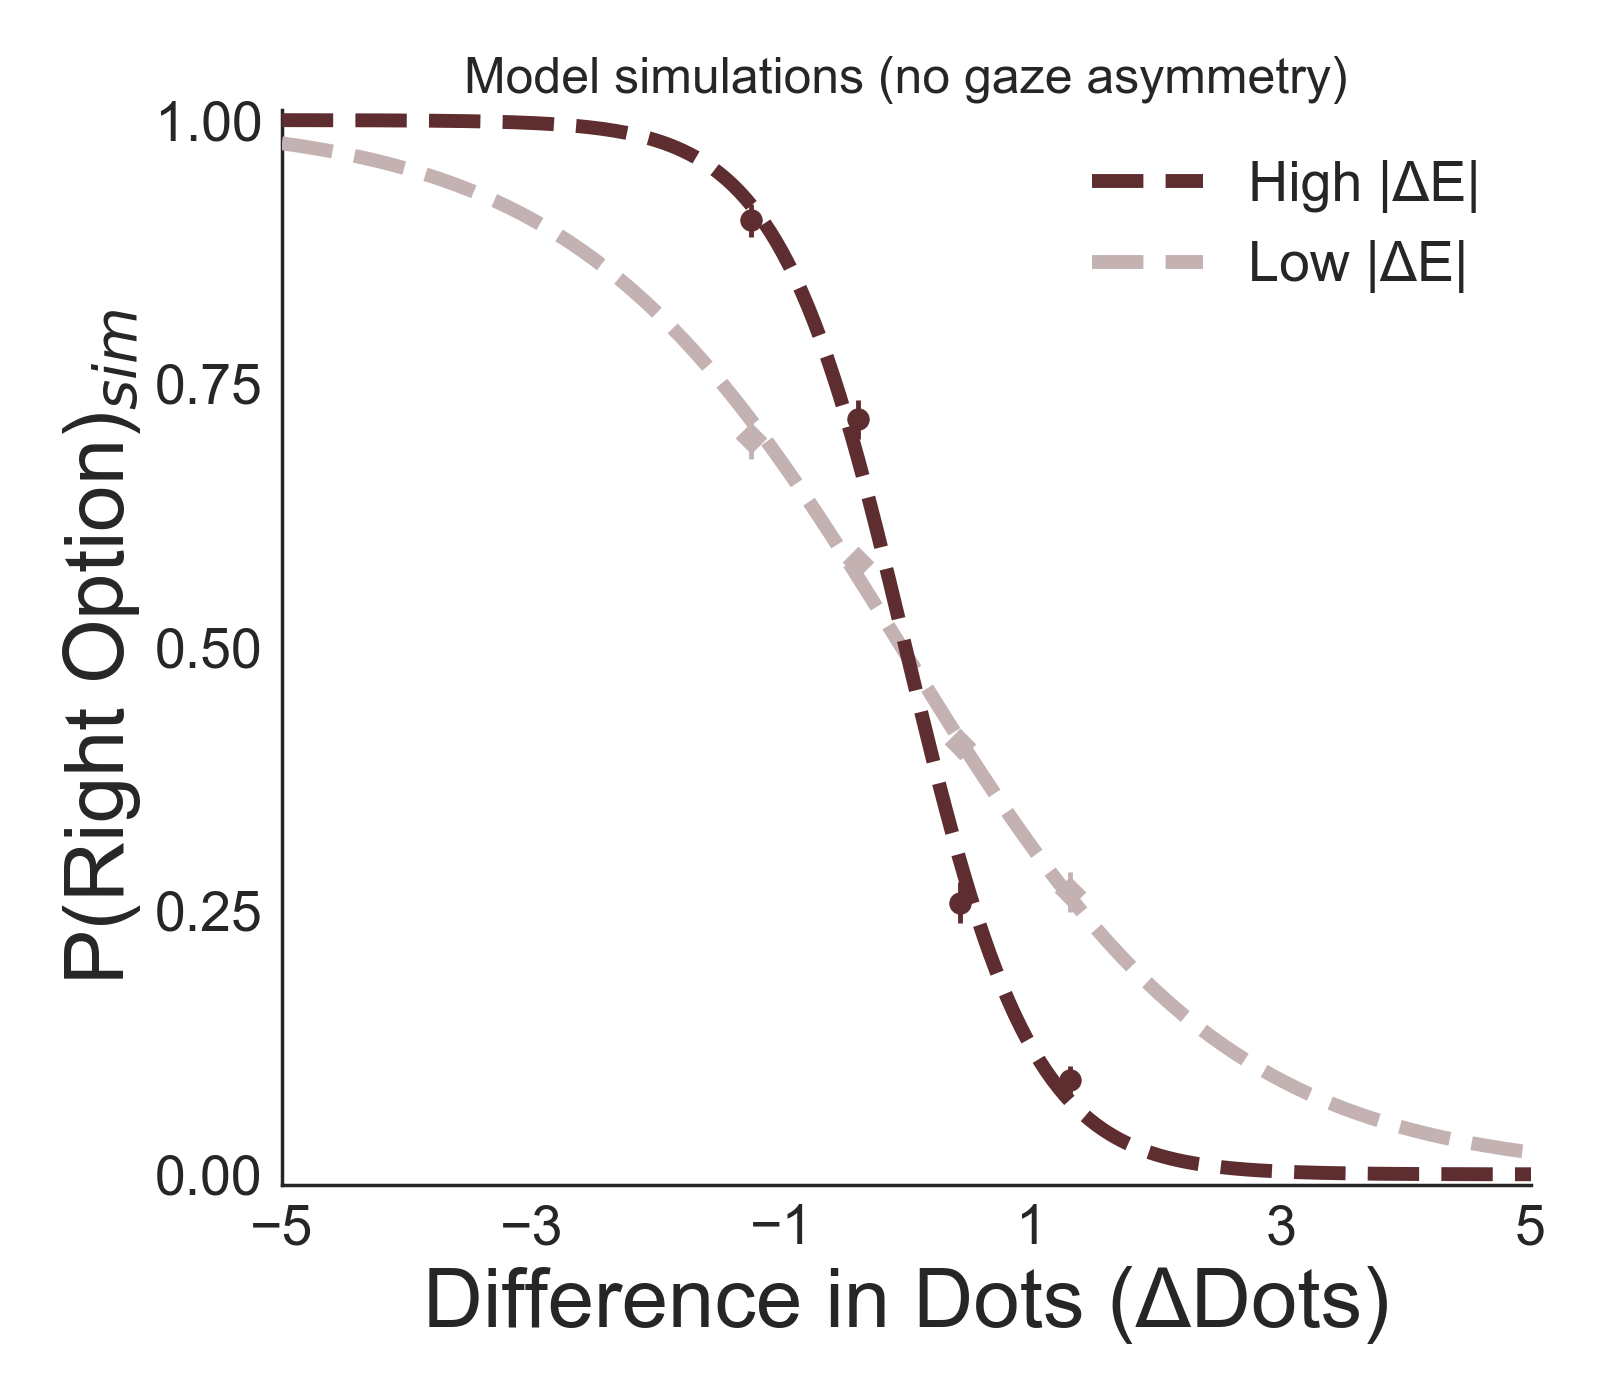 Model simulations (no gaze asymmetry)
1.00
0.75
0.50
0.25
0.00
P(Right Option)sim
High |ΔE|
Low |ΔE|
−5 −3 −1 1 3 5
Difference in Dots (ΔDots)